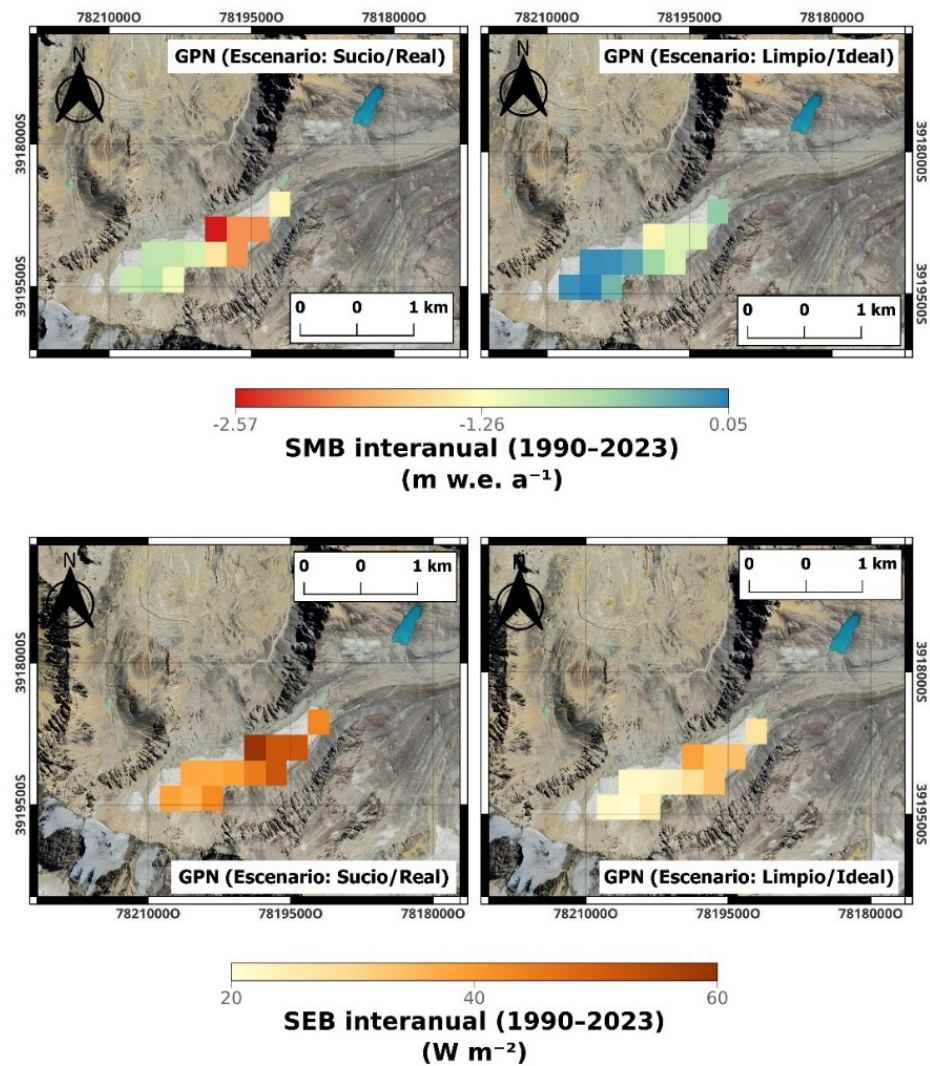 7821000O 7819500O 7818000O 7821000O 7819500O 7818000O
N
GPN (Escenario: Sucio/Real)
N
GPN (Escenario: Limpio/Ideal)
3918000S
3918000S
3919500S
3919500S
0 0 1 km
0 0 1 km
-2.57 -1.26 0.05
SMB interanual (1990–2023)
(m w.e. a⁻¹)
N
0 0 1 km
0 0 1 km
3918000S
3918000S
3919500S
3919500S
GPN (Escenario: Sucio/Real)
GPN (Escenario: Limpio/Ideal)
7821000O 7819500O 7818000O 7821000O 7819500O 7818000O
20 40 60
SEB interanual (1990–2023)
(W m⁻²)